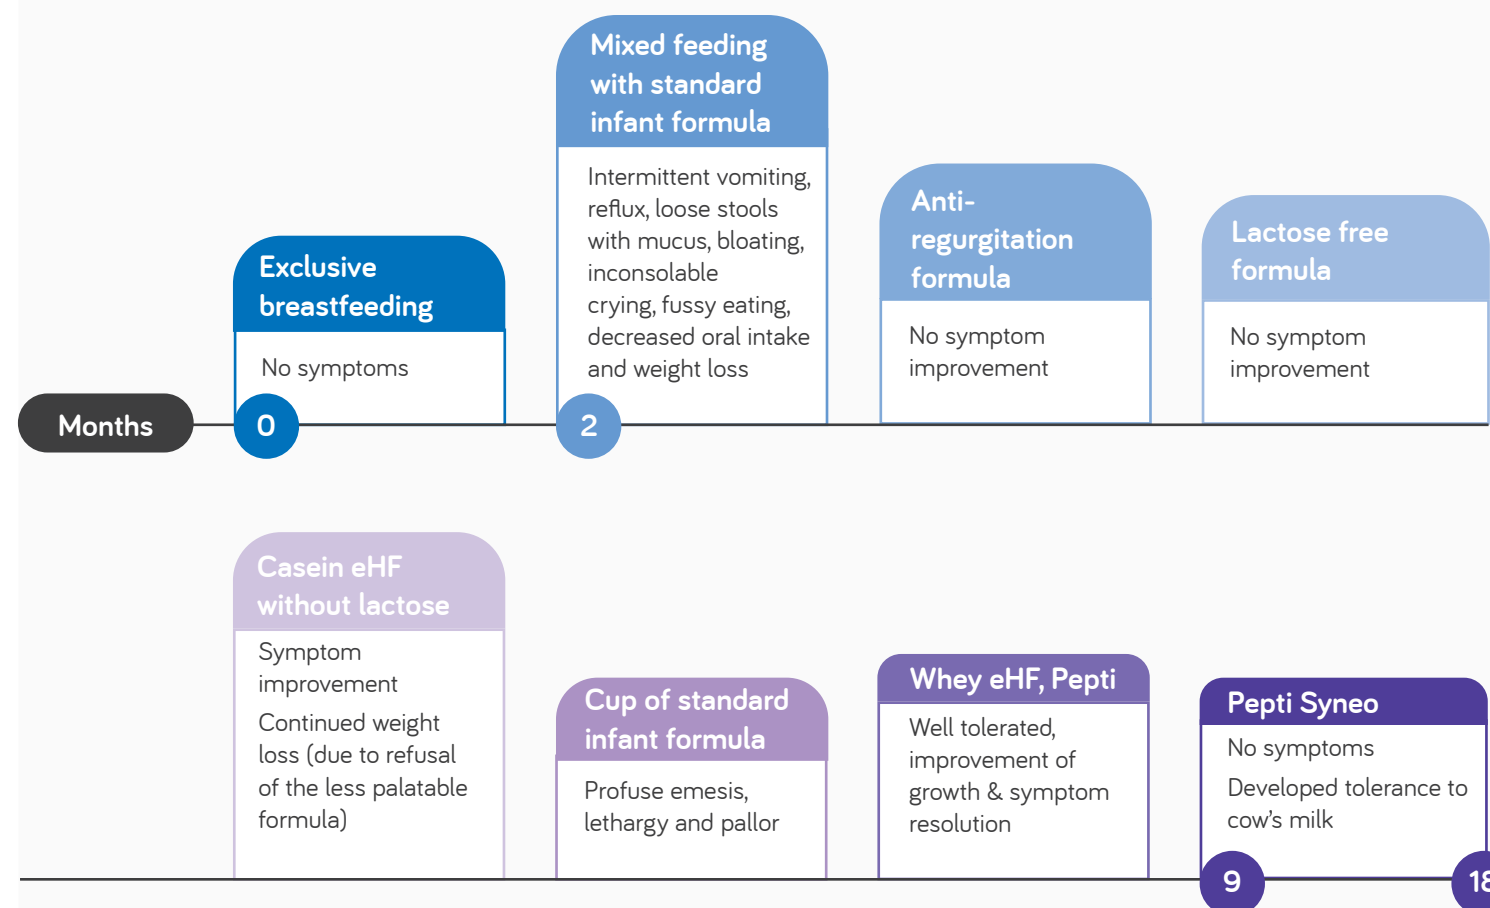 Exclusive
breastfeeding
No symptoms
Mixed feeding
with standard
infant formula
Intermittent vomiting,
reflux, loose stools
with mucus, bloating,
inconsolable
crying, fussy eating,
decreased oral intake
and weight loss
Anti-
regurgitation
formula
No symptom
improvement
Lactose free
formula
No symptom
improvement
Months
0
2
Casein eHF
without lactose
Symptom
improvement
Continued weight
loss (due to refusal
of the less palatable
formula)
Cup of standard
infant formula
Profuse emesis,
lethargy and pallor
Whey eHF, Pepti
Well tolerated,
improvement of
growth & symptom
resolution
Pepti Syneo
No symptoms
Developed tolerance to
cow's milk
9
18